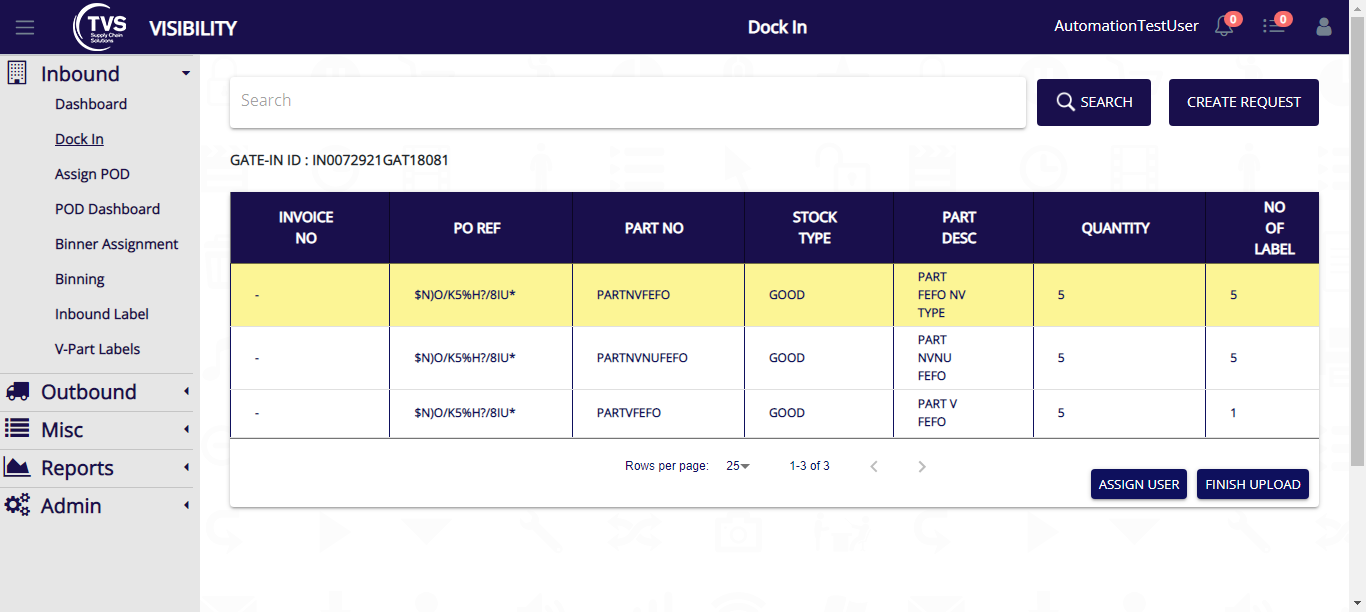 TVS
Supply Chain
Solutions
VISIBILITY
Dock In
AutomationTestUser
0
0
Inbound
Dashboard
Dock In
Assign POD
POD Dashboard
Binner Assignment
Binning
Inbound Label
V-Part Labels
Outbound
Misc
Reports
Admin
Search
SEARCH
CREATE REQUEST
GATE-IN ID : IN0072921GAT18081
INVOICE
NO
PO REF
PART NO
STOCK
TYPE
PART
DESC
QUANTITY
NO
OF
LABEL
-
$N)O/K5%H?/8IU*
PARTNVFEFO
GOOD
PART
FEFO NV
TYPE
5
5
-
$N)O/K5%H?/8IU*
PARTNVNUFEFO
GOOD
PART
NVNU
FEFO
5
5
-
$N)O/K5%H?/8IU*
PARTVFEFO
GOOD
PART V
FEFO
5
1
Rows per page: 25 1-3 of 3
ASSIGN USER
FINISH UPLOAD